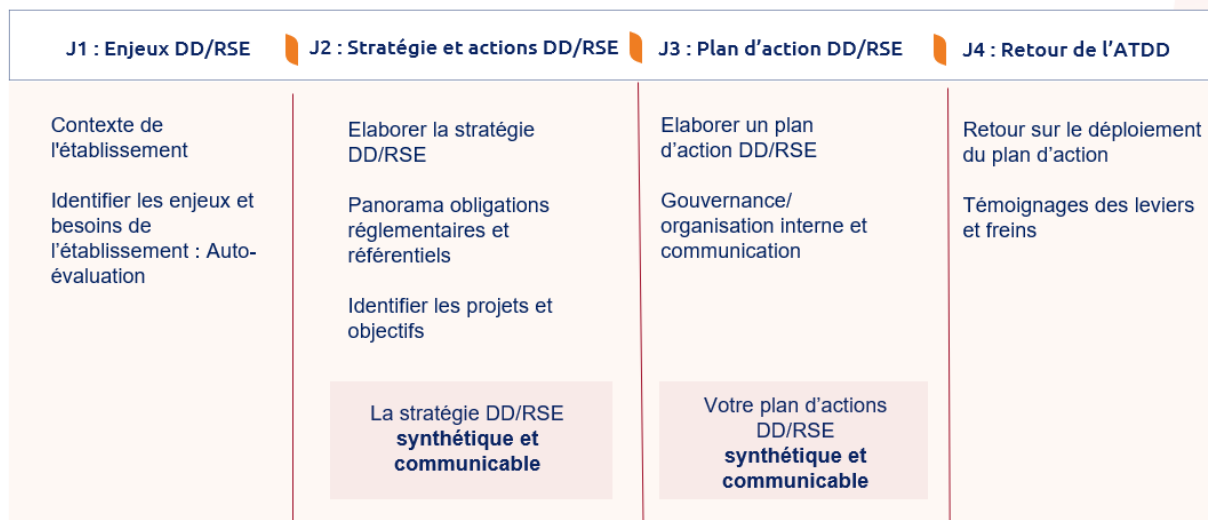 J1 : Enjeux DD/RSE
J2 : Stratégie et actions DD/RSE
J3 : Plan d’action DD/RSE
J4 : Retour de l’ATDD
Contexte de
l'établissement
Identifier les enjeux et
besoins de
l’établissement : Auto-
évaluation
Elaborer la stratégie
DD/RSE
Panorama obligations
réglementaires et
référentiels
Identifier les projets et
objectifs
La stratégie DD/RSE
synthétique et
communicable
Elaborer un plan
d’action DD/RSE
Gouvernance/
organisation interne et
communication
Votre plan d’actions
DD/RSE
synthétique et
communicable
Retour sur le déploiement
du plan d’action
Témoignages des leviers
et freins